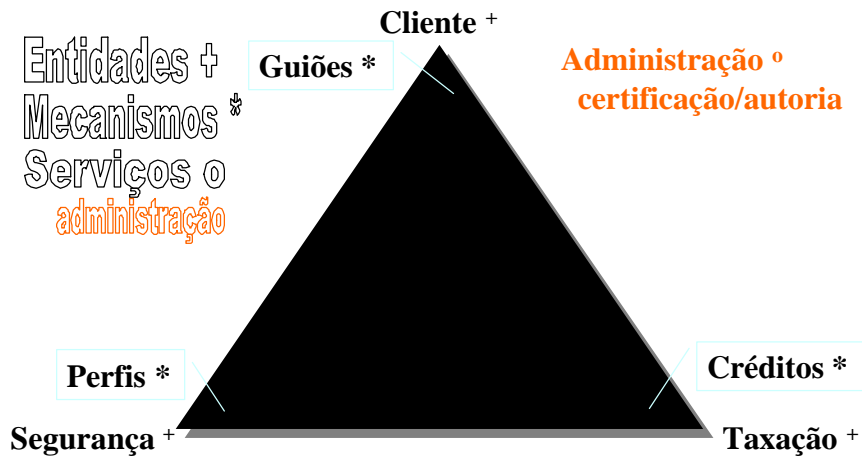 Cliente +
Entidades +
Mecanismos *
Serviços o
administração
Guiões *
Administração o
certificação/autoria
Perfis *
Créditos *
Segurança +
Taxação +